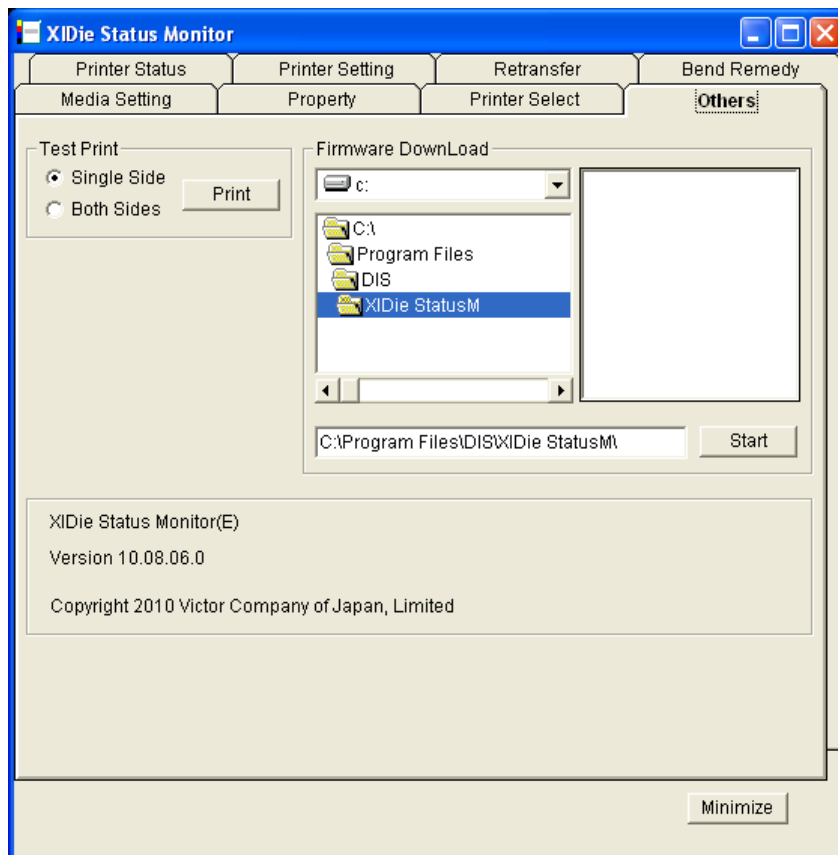 XIDie Status Monitor
Printer Status Printer Setting Retransfer Bend Remedy
Media Setting Property Printer Select Others
Test Print
Single Side
Both Sides
Print
Firmware DownLoad
c:
C:\
Program Files
DIS
XIDie StatusM
C:\Program Files\DIS\XIDie StatusM\
Start
XIDie Status Monitor(E)
Version 10.08.06.0
Copyright 2010 Victor Company of Japan, Limited
Minimize